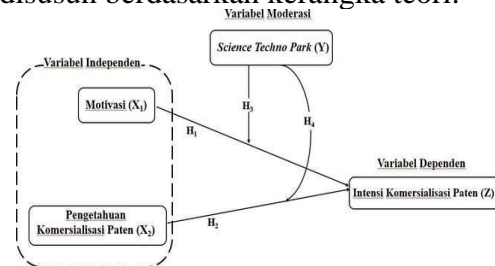 disusun berdasarkan kerangka teori.
Variabel Moderasi
Science Techno Park (Y)
Variabel Independen
Motivasi (X1)
H3
H4
H1
Variabel Dependen
Intensi Komersialisasi Paten (Z)
Pengetahuan
Komersialisasi Paten (X2)
H2